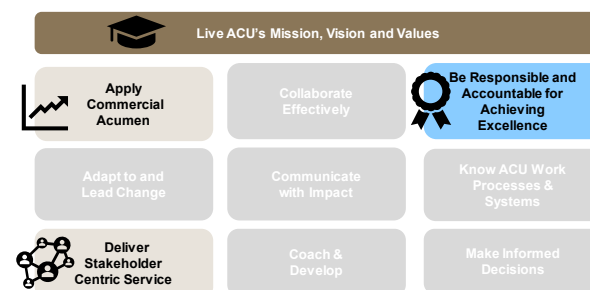 Live ACU's Mission, Vision and Values
Apply
Commercial
Acumen
Collaborate
Effectively
Be Responsible and
Accountable for
Achieving
Excellence
Adapt to and
Lead Change
Communicate
with Impact
Know ACU Work
Processes &
Systems
Deliver
Stakeholder
Centric Service
Coach &
Develop
Make Informed
Decisions